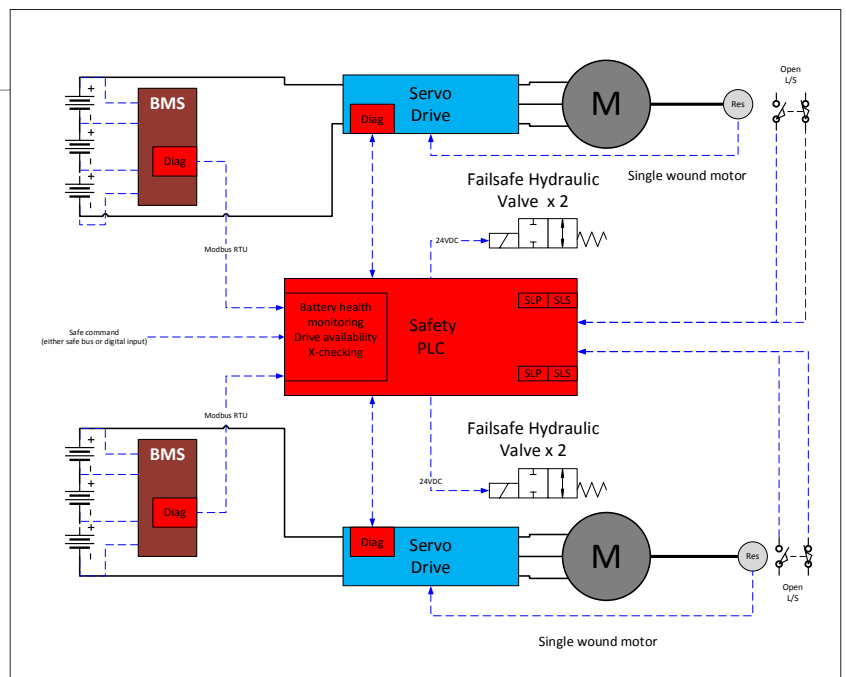 Open
L/S
BMS
Servo
Drive
Diag
M
Res
+
-
+
-
+
-
Diag
Single wound motor
Failsafe Hydraulic
Valve x 2
24VDC
Modbus RTU
Battery health
monitoring
Drive availability
X-checking
Safety
PLC
SLP
SLS
SLP
SLS
Safe command
(either safe bus or digital input)
Modbus RTU
Failsafe Hydraulic
Valve x 2
24VDC
BMS
Diag
+
-
+
-
+
-
Diag
Servo
Drive
M
Res
Open
L/S
Single wound motor